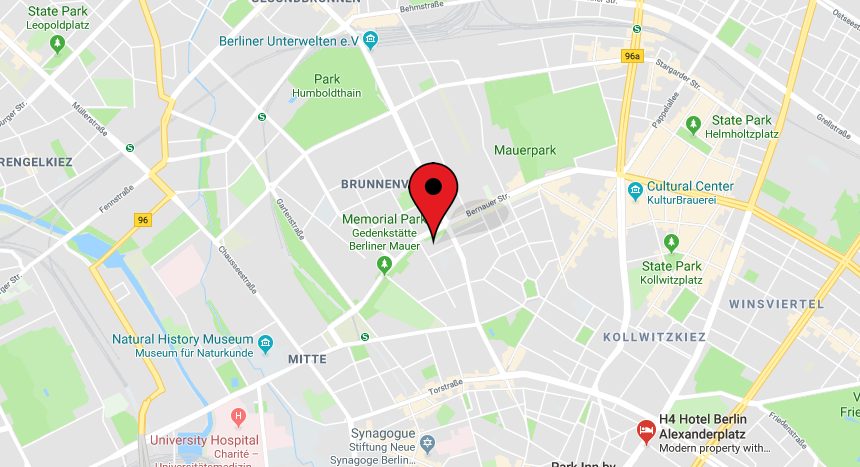 GESUNDBRUNNEN
State Park
Leopoldplatz
Behmstraße
Berliner Unterwelten e.V
96a
Stargarder Str.
Park
Humboldthain
Müllerstraße
Pappelallee
State Park
Helmholtzplatz
Grellstraße
Mauerpark
RENGELKIEZ
Fennstraße
BRUNNENV
Cultural Center
KulturBrauerei
Bernauer Str.
Gartenstraße
96
Memorial Park
Gedenkstätte
Berliner Mauer
Chausseestraße
State Park
Kollwitzplatz
WINSVIERTEL
Natural History Museum
Museum für Naturkunde
KOLLWITZKIEZ
MITTE
Torstraße
H4 Hotel Berlin
Alexanderplatz
Modern property with...
Friedenstraße
University Hospital
Charité –
Universitätsmedizin
Synagogue
Stiftung Neue
Synagoge Berlin...
Park Inn by